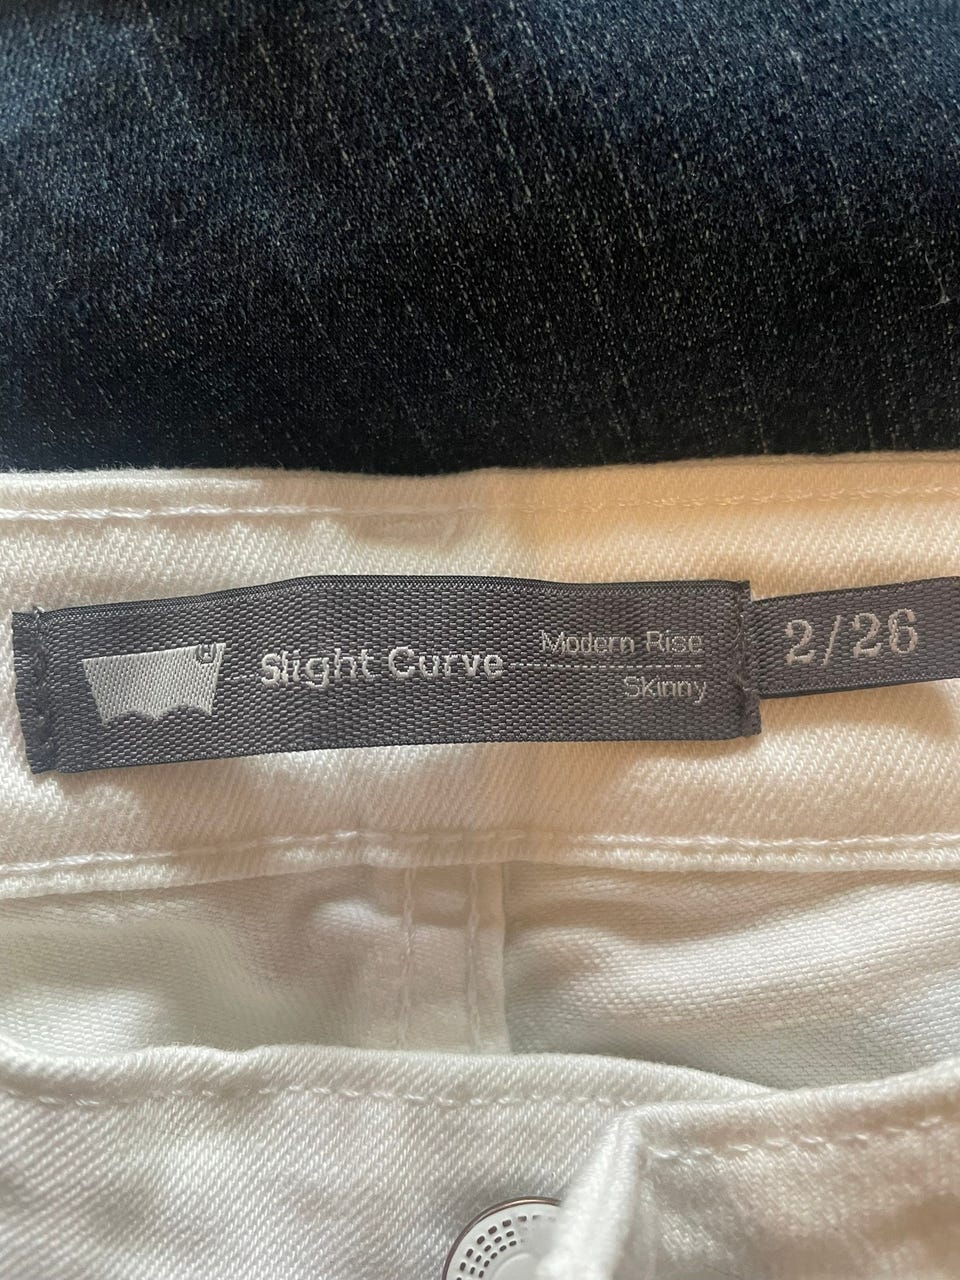 Slight Curve
Modern Rise
Skinny
2/26